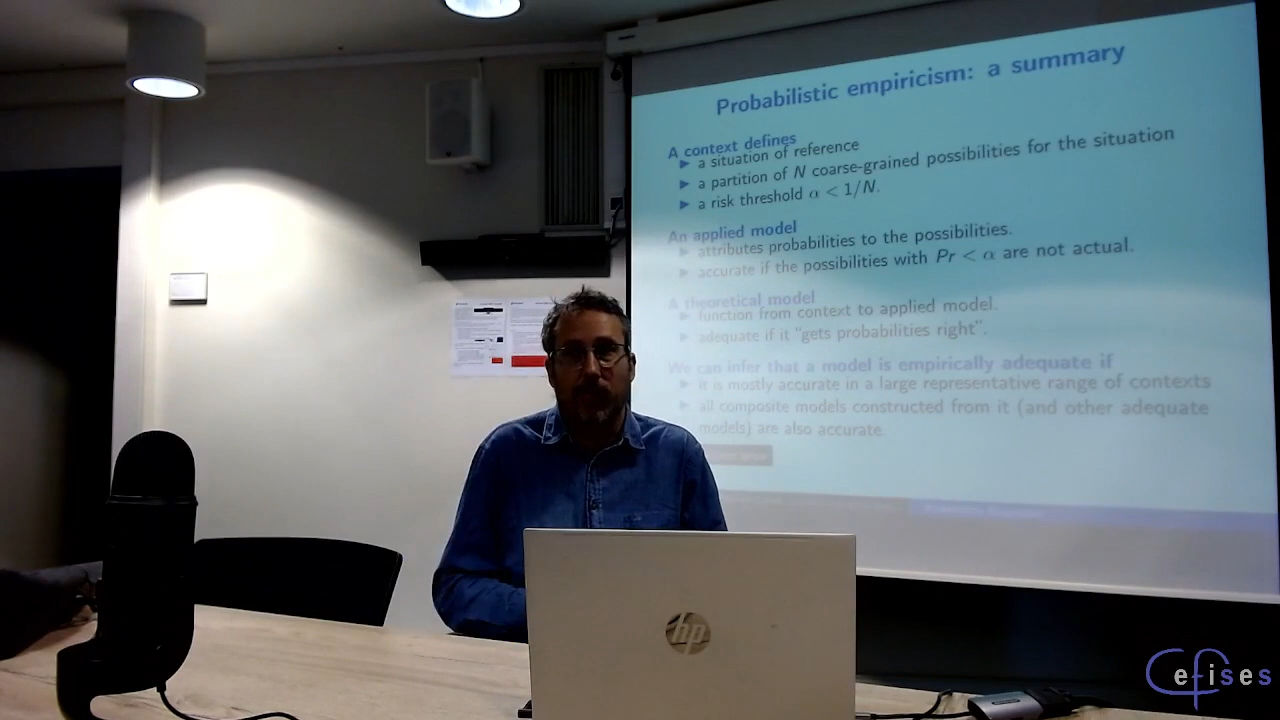 Probabilistic empiricism: a summary
A context defines
a situation of reference
a partition of N coarse-grained possibilities for the situation
a risk threshold α < 1/N.
An applied model
attributes probabilities to the possibilities.
accurate if the possibilities with Pr < α are not actual.
A theoretical model
function from context to applied model.
adequate if it "gets probabilities right".
We can infer that a model is empirically adequate if
it is mostly accurate in a large representative range of contexts
all composite models constructed from it (and other adequate
models) are also accurate.
hp
Cefises